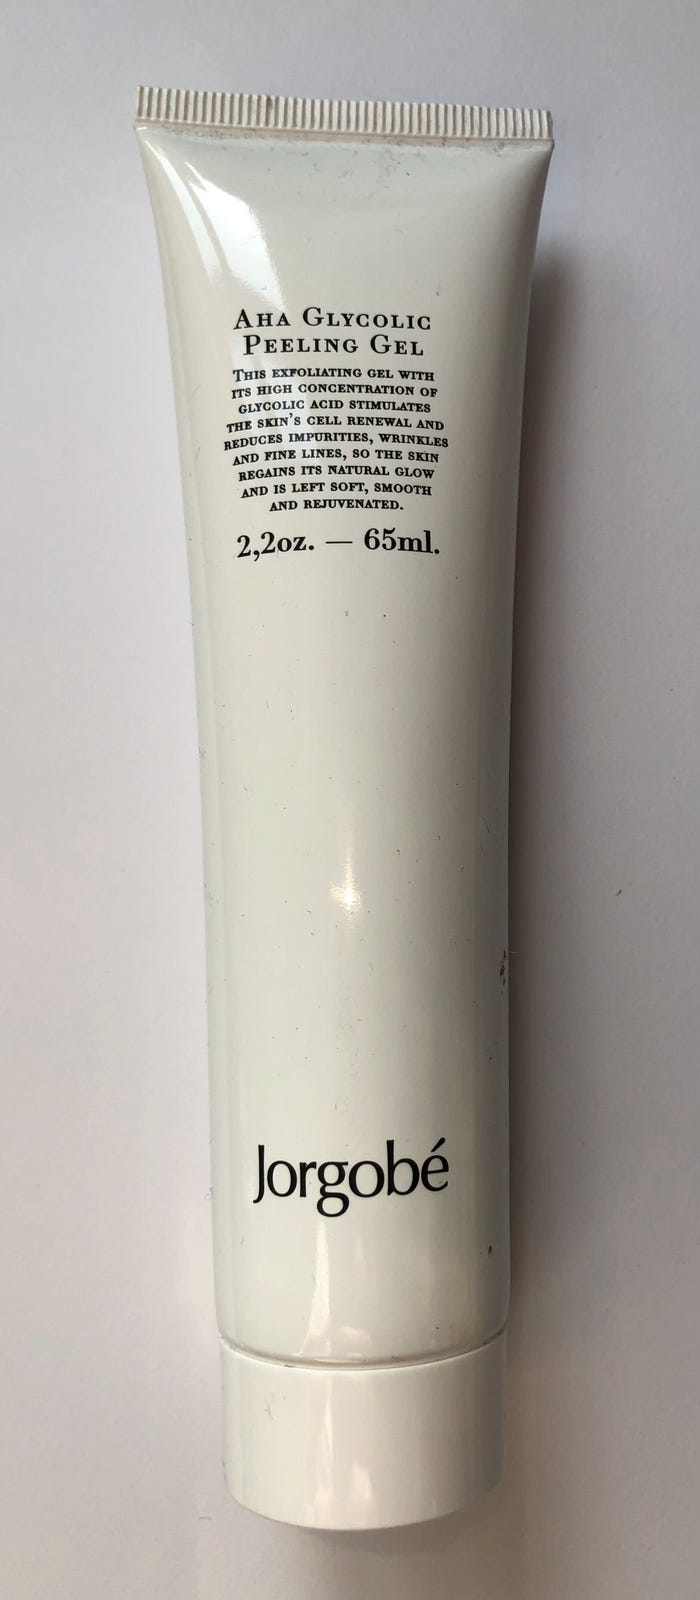 AHA GLYCOLIC
PEELING GEL
THIS EXFOLIATING GEL WITH
ITS HIGH CONCENTRATION OF
GLYCOLIC ACID STIMULATES
THE SKIN'S CELL RENEWAL AND
REDUCES IMPURITIES, WRINKLES
AND FINE LINES, SO THE SKIN
REGAINS ITS NATURAL GLOW
AND IS LEFT SOFT, SMOOTH
AND REJUVENATED.
2,2oz. — 65ml.
Jorgobé